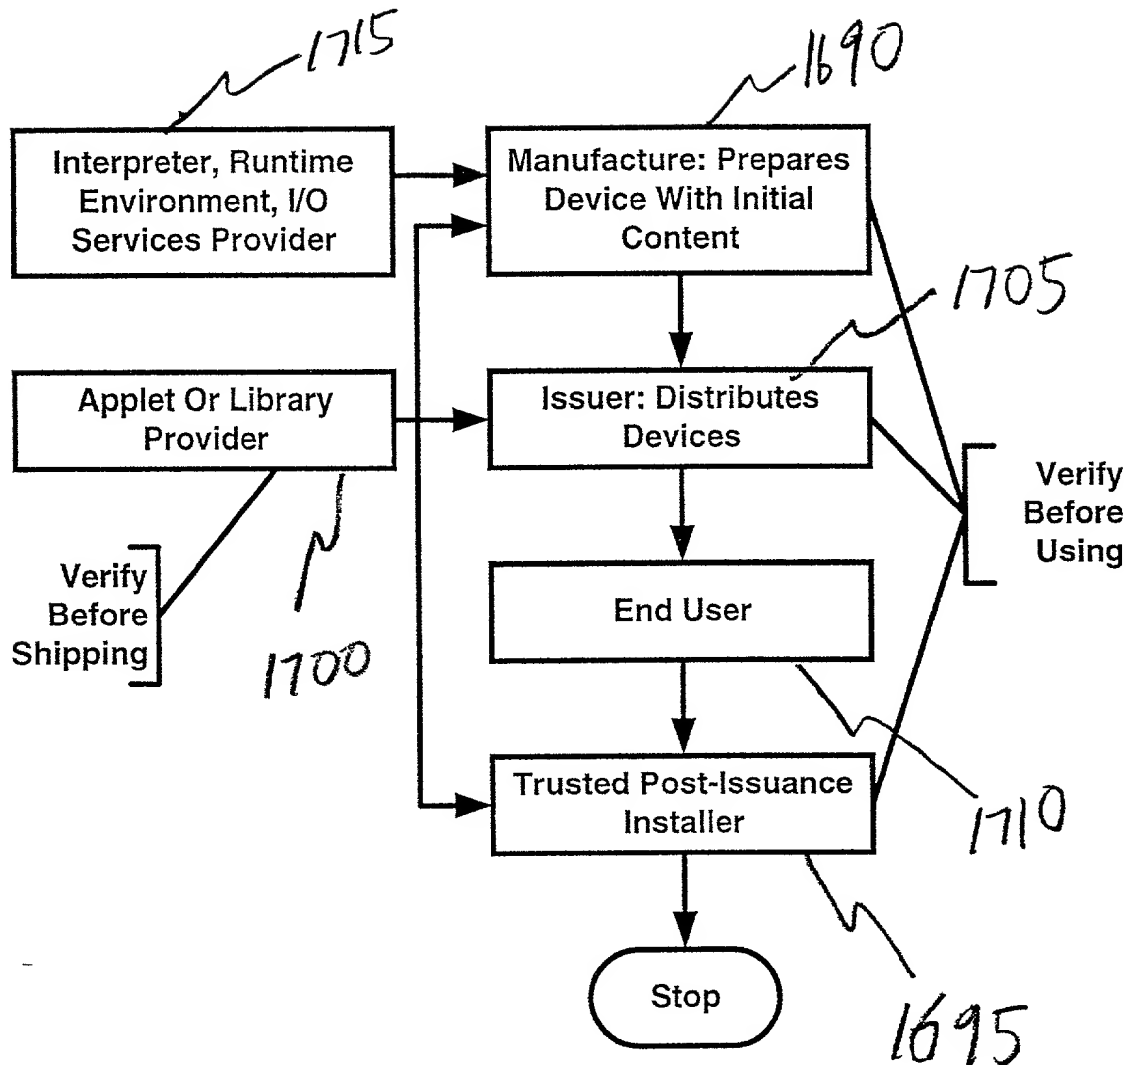 1715
1690
Interpreter, Runtime
Environment, I/O
Services Provider
Manufacture: Prepares
Device With Initial
Content
1705
Applet Or Library
Provider
Issuer: Distributes
Devices
Verify
Before
Using
Verify
Before
Shipping
1700
End User
Trusted Post-Issuance
Installer
1710
Stop
1695